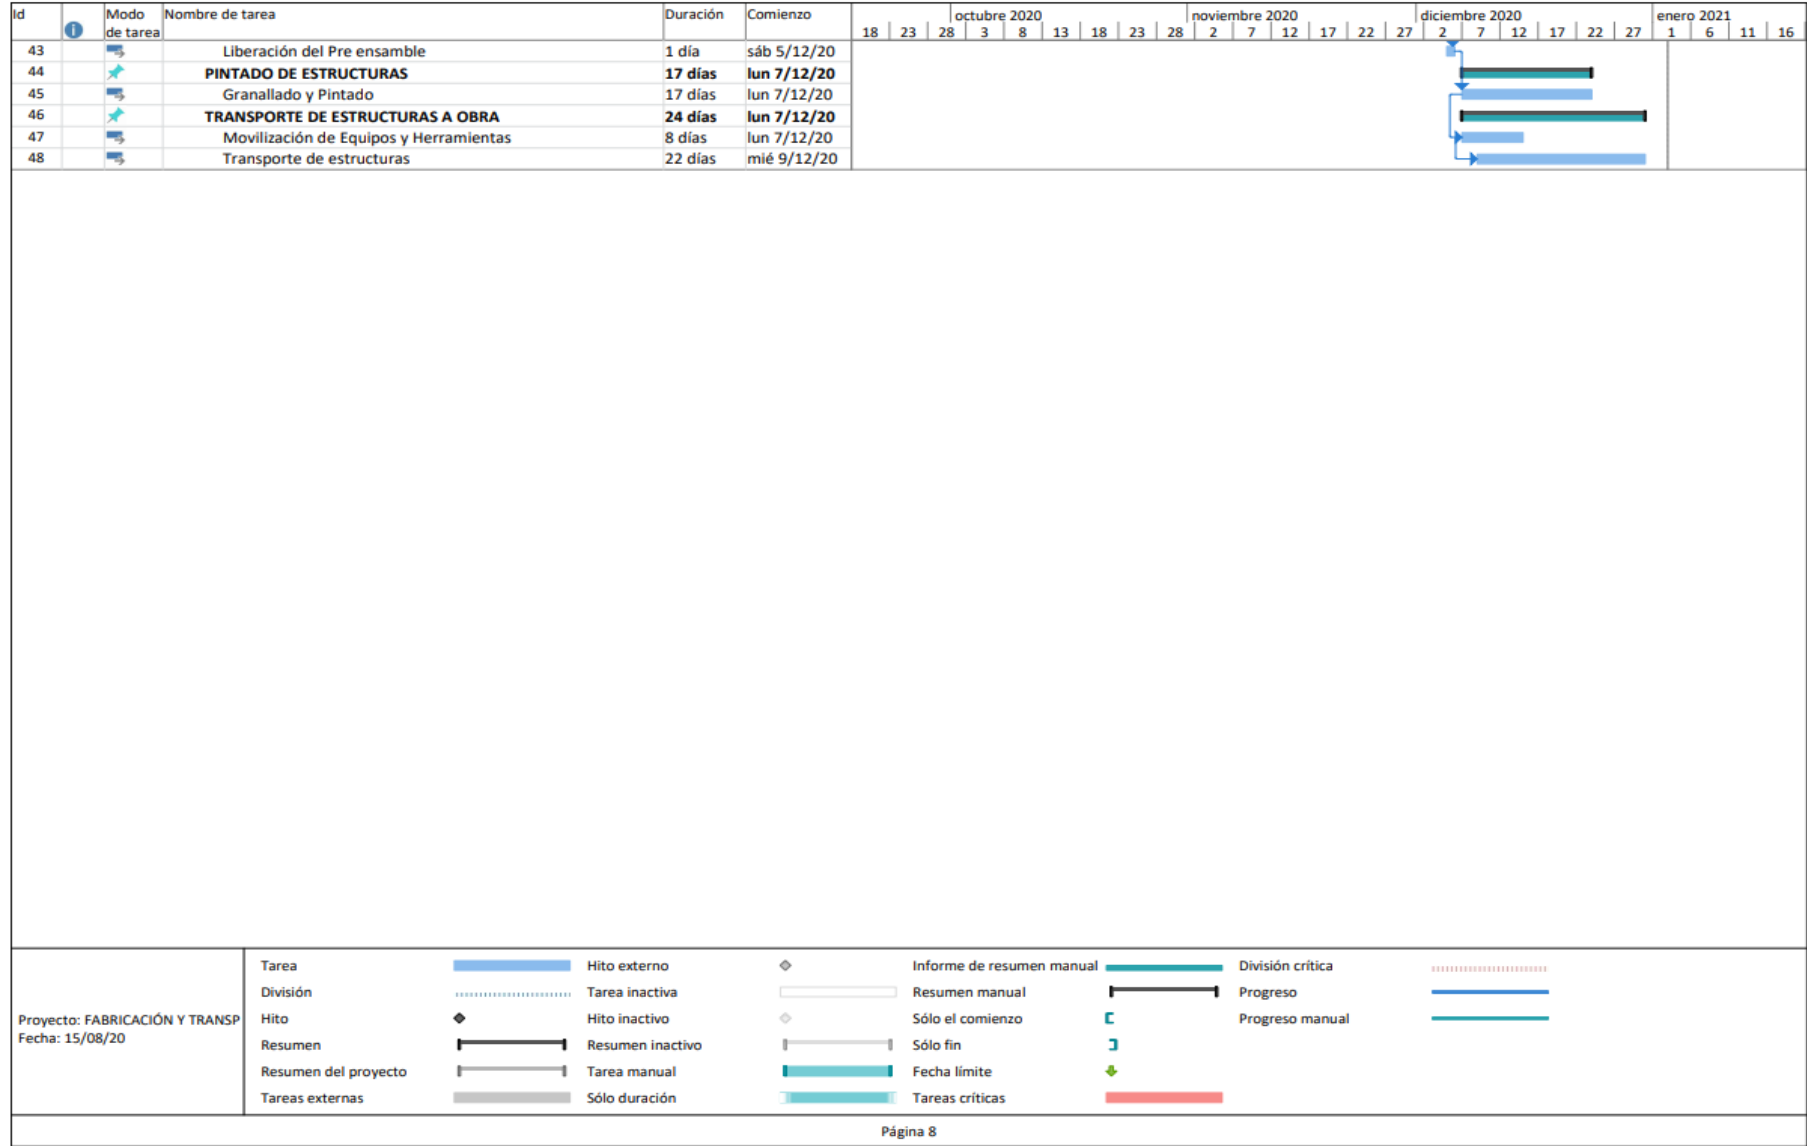 Id Modo de tarea Nombre de tarea Duración Comienzo octubre 2020 noviembre 2020 diciembre 2020 enero 2021
18 23 28 3 8 13 18 23 28 2 7 12 17 22 27 2 7 12 17 22 27 1 6 11 16
43 Liberación del Pre ensamble 1 día sáb 5/12/20
44 PINTADO DE ESTRUCTURAS 17 días lun 7/12/20
45 Granallado y Pintado 17 días lun 7/12/20
46 TRANSPORTE DE ESTRUCTURAS A OBRA 24 días lun 7/12/20
47 Movilización de Equipos y Herramientas 8 días lun 7/12/20
48 Transporte de estructuras 22 días mié 9/12/20
Proyecto: FABRICACIÓN Y TRANSP
Fecha: 15/08/20
Tarea Hito externo Informe de resumen manual División crítica
División Tarea inactiva Resumen manual Progreso
Hito Hito inactivo Sólo el comienzo Progreso manual
Resumen Resumen inactivo Sólo fin
Resumen del proyecto Tarea manual Fecha límite
Tareas externas Sólo duración Tareas críticas
Página 8